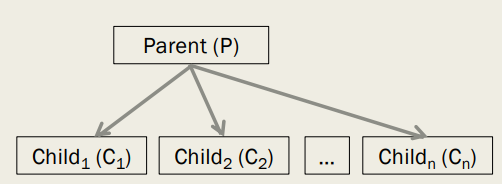 Parent (P)
Child₁ (C₁)
Child₂ (C₂)
...
Childₙ (Cₙ)